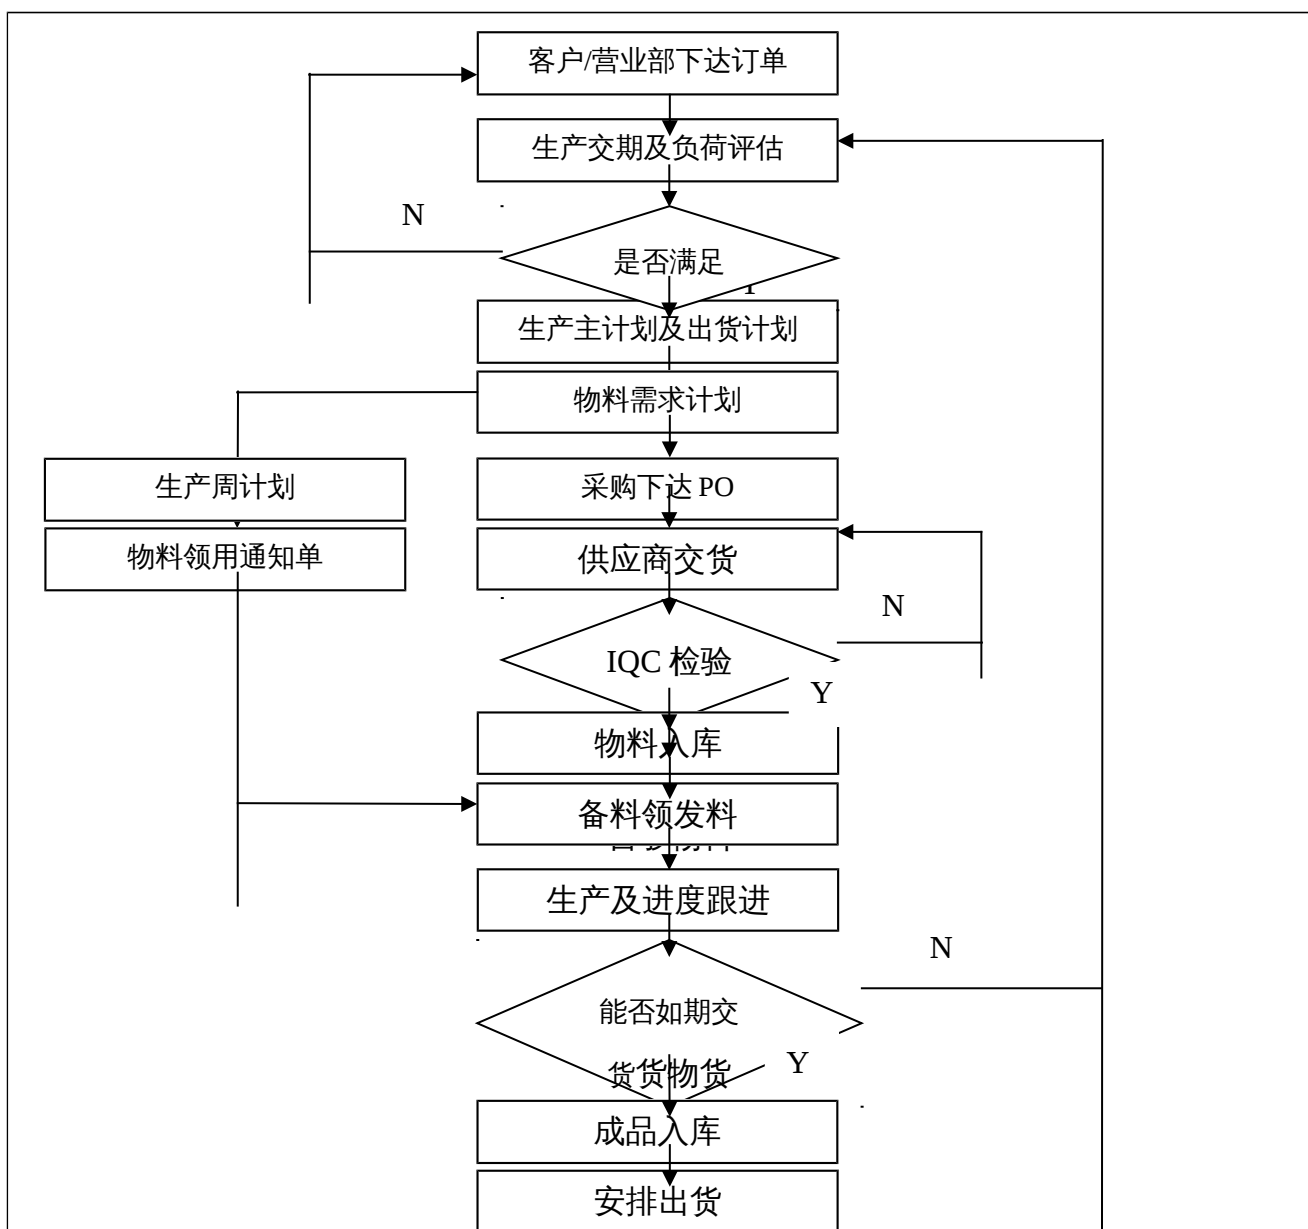 客户/营业部下达订单
生产交期及负荷评估
N
是否满足
生产主计划及出货计划
物料需求计划
生产周计划
采购下达 PO
物料领用通知单
供应商交货
N
IQC 检验
Y
物料入库
备料领发料
生产及进度跟进
N
能否如期交
货货物货
Y
成品入库
安排出货